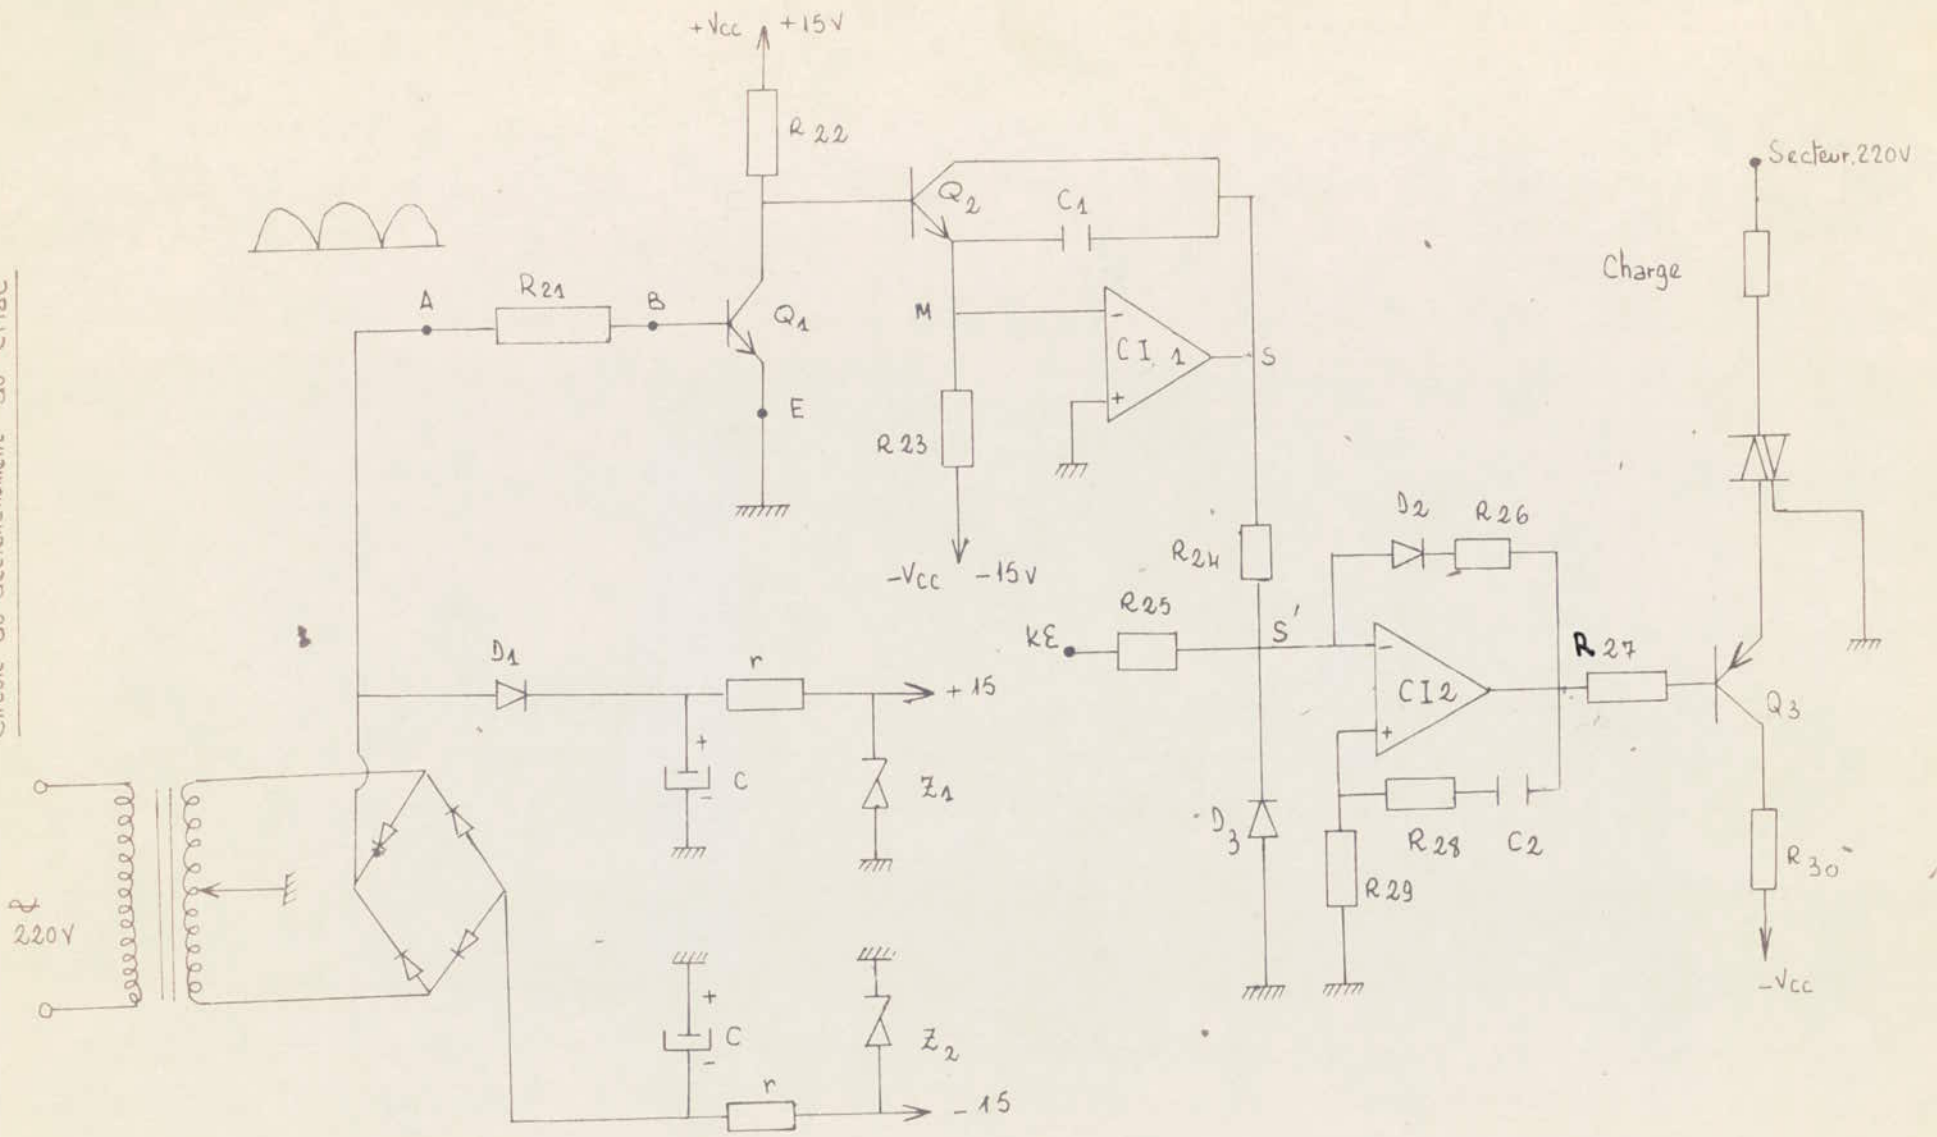 +Vcc +15V
R22
Secteur, 220V
Q2
C1
Charge
A
R21
B
Q1
M
-
CI 1
S
+
E
R23
D2
R26
R24
-Vcc -15V
R25
KE
S'
D1
r
+15
-
CI2
R27
Q3
+
C
-
Z1
+
D3
R28
C2
R29
R30
220V
-Vcc
+
C
-
Z2
r
-15